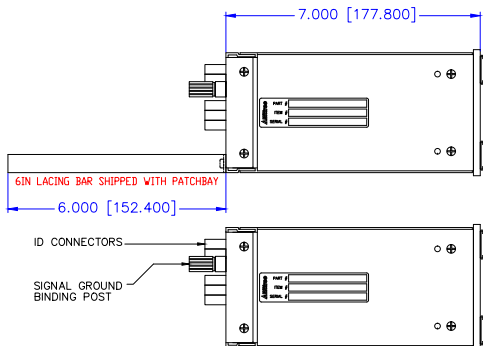 7.000 [177.800]
PART #
ITEM #
SERIAL #
6IN LACING BAR SHIPPED WITH PATCHBAY
6.000 [152.400]
ID CONNECTORS
SIGNAL GROUND
BINDING POST
PART #
ITEM #
SERIAL #